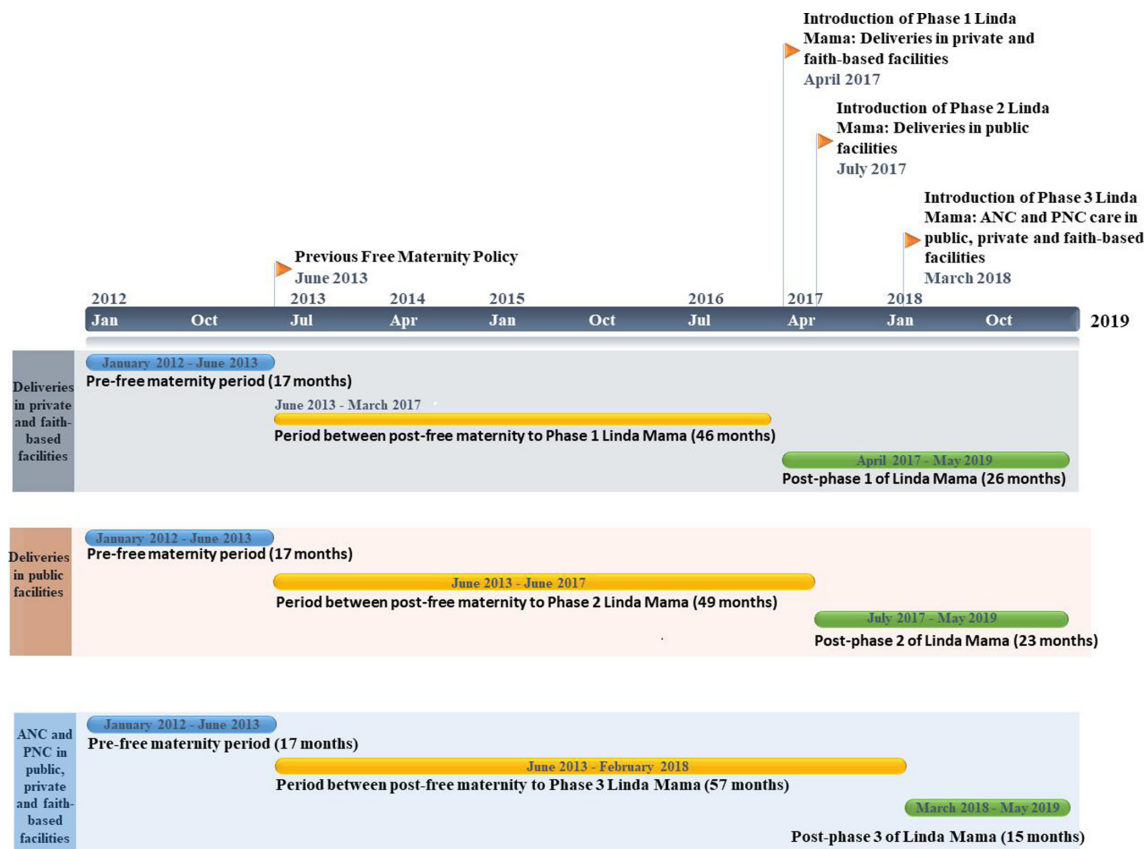 Introduction of Phase 1 Linda
Mama: Deliveries in private and
faith-based facilities
April 2017
Introduction of Phase 2 Linda
Mama: Deliveries in public
facilities
July 2017
Introduction of Phase 3 Linda
Mama: ANC and PNC care in
public, private and faith-based
facilities
March 2018
Previous Free Maternity Policy
June 2013
2012 2013 2014 2015 2016 2017 2018
Jan Oct Jul Apr Jan Oct Jul Apr Jan Oct 2019
Deliveries
in private
and faith-
based
facilities
January 2012 - June 2013
Pre-free maternity period (17 months)
June 2013 - March 2017
Period between post-free maternity to Phase 1 Linda Mama (46 months)
April 2017 - May 2019
Post-phase 1 of Linda Mama (26 months)
Deliveries
in public
facilities
January 2012 - June 2013
Pre-free maternity period (17 months)
June 2013 - June 2017
Period between post-free maternity to Phase 2 Linda Mama (49 months)
July 2017 - May 2019
Post-phase 2 of Linda Mama (23 months)
ANC and
PNC in
public,
private
and faith-
based
facilities
January 2012 - June 2013
Pre-free maternity period (17 months)
June 2013 - February 2018
Period between post-free maternity to Phase 3 Linda Mama (57 months)
March 2018 - May 2019
Post-phase 3 of Linda Mama (15 months)